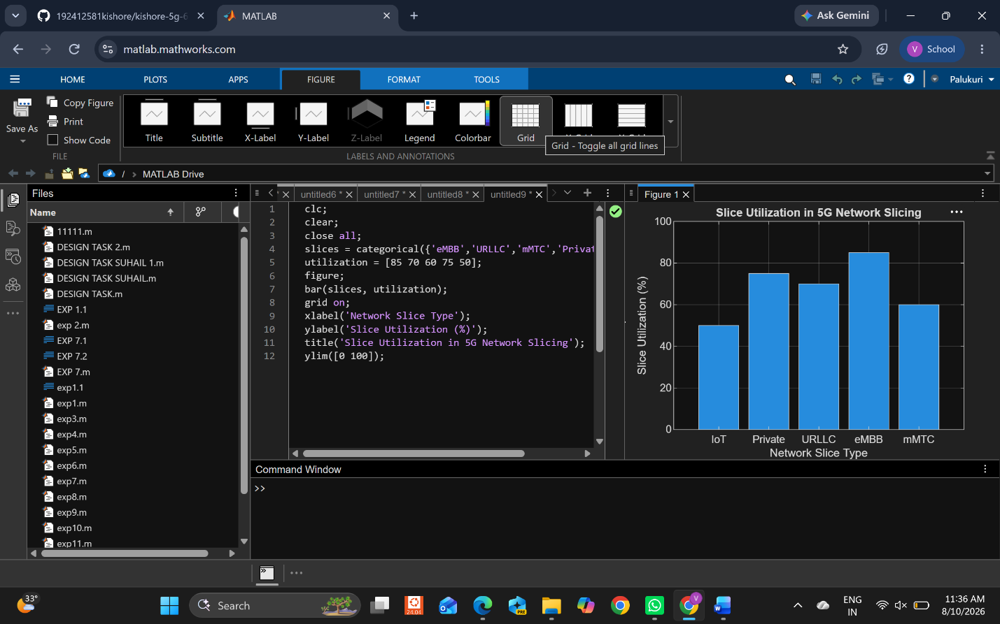 192412581kishore/kishore-5g-6
MATLAB
Ask Gemini
matlab.mathworks.com
V School
HOME PLOTS APPS FIGURE FORMAT TOOLS
Palukuri
Save As
Copy Figure
Print
Show Code
FILE
Title Subtitle X-Label Y-Label Z-Label Legend Colorbar Grid
Grid - Toggle all grid lines
LABELS AND ANNOTATIONS
/ › MATLAB Drive
Files
Name
11111.m
DESIGN TASK 2.m
DESIGN TASK SUHAIL 1.m
DESIGN TASK SUHAIL.m
DESIGN TASK.m
EXP 1.1
exp 2.m
EXP 7.1
EXP 7.2
EXP 7.m
exp1.1
exp1.m
exp3.m
exp4.m
exp5.m
exp6.m
exp7.m
exp8.m
exp9.m
exp10.m
exp11.m
untitled6 * untitled7 * untitled8 * untitled9 *
1 clc;
2 clear;
3 close all;
4 slices = categorical({'eMBB','URLLC','mMTC','Privat
5 utilization = [85 70 60 75 50];
6 figure;
7 bar(slices, utilization);
8 grid on;
9 xlabel('Network Slice Type');
10 ylabel('Slice Utilization (%)');
11 title('Slice Utilization in 5G Network Slicing');
12 ylim([0 100]);
Figure 1
Slice Utilization in 5G Network Slicing
100
80
60
40
20
0
Slice Utilization (%)
IoT Private URLLC eMBB mMTC
Network Slice Type
Command Window
>>
33°
Search
24.04
PRE
V
ENG
IN
11:36 AM
8/10/2026